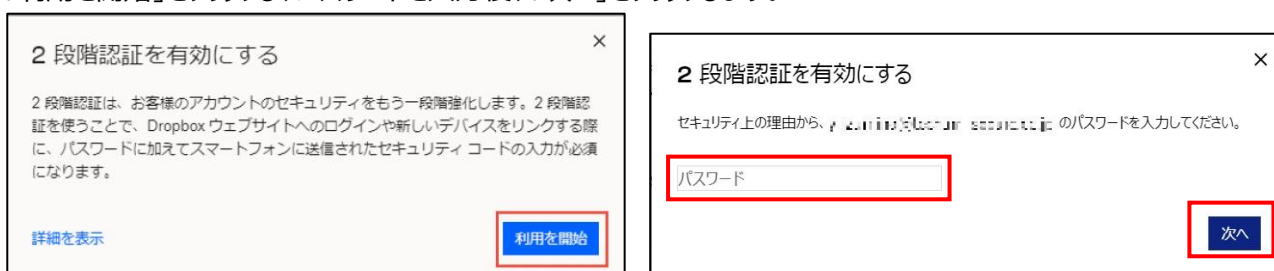 2 段階認証を有効にする
×
2 段階認証は、お客様のアカウントのセキュリティをもう一段階強化します。2 段階認
証を使うことで、Dropbox ウェブサイトへのログインや新しいデバイスをリンクする際
に、パスワードに加えてスマートフォンに送信されたセキュリティ コードの入力が必須
になります。
詳細を表示
利用を開始
2 段階認証を有効にする
×
セキュリティ上の理由から、 のパスワードを入力してください。
パスワード
次へ